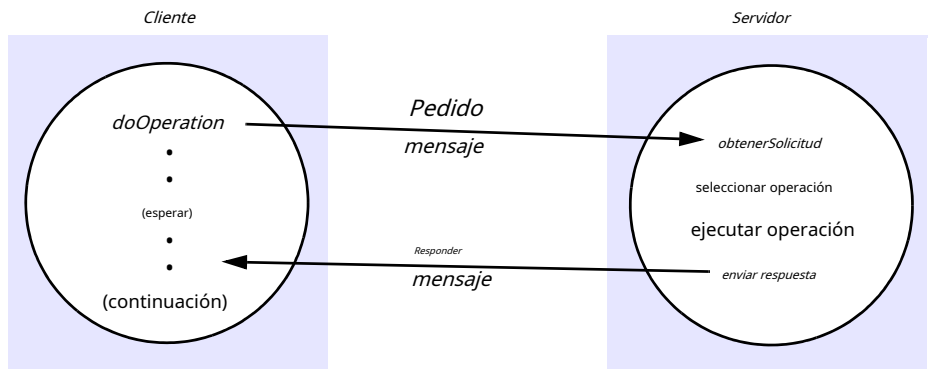 Cliente
Servidor
doOperation
(esperar)
(continuación)
Pedido
mensaje
Responder
mensaje
obtenerSolicitud
seleccionar operación
ejecutar operación
enviar respuesta